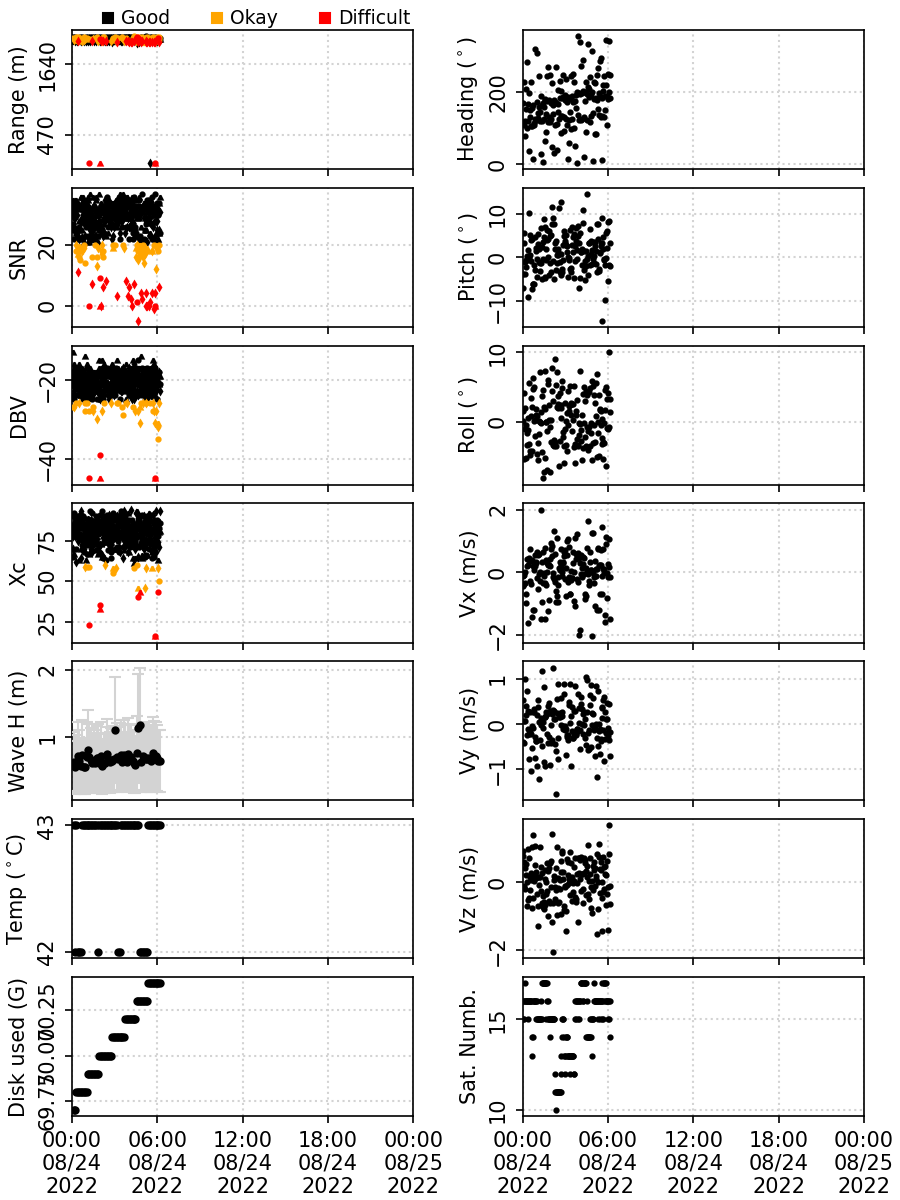 Good Okay Difficult
Range (m)
1640
470
Heading (°)
200
0
SNR
20
0
Pitch (°)
10
0
−10
DBV
−20
−40
Roll (°)
10
0
Xc
75
50
25
Vx (m/s)
2
0
−2
Wave H (m)
2
1
Vy (m/s)
1
0
−1
Temp (°C)
43
42
Vz (m/s)
0
−2
Disk used (G)
70.25
70.00
69.75
Sat. Numb.
15
10
00:00 06:00 12:00 18:00 00:00
08/24 08/24 08/24 08/24 08/25
2022 2022 2022 2022 2022
00:00 06:00 12:00 18:00 00:00
08/24 08/24 08/24 08/24 08/25
2022 2022 2022 2022 2022